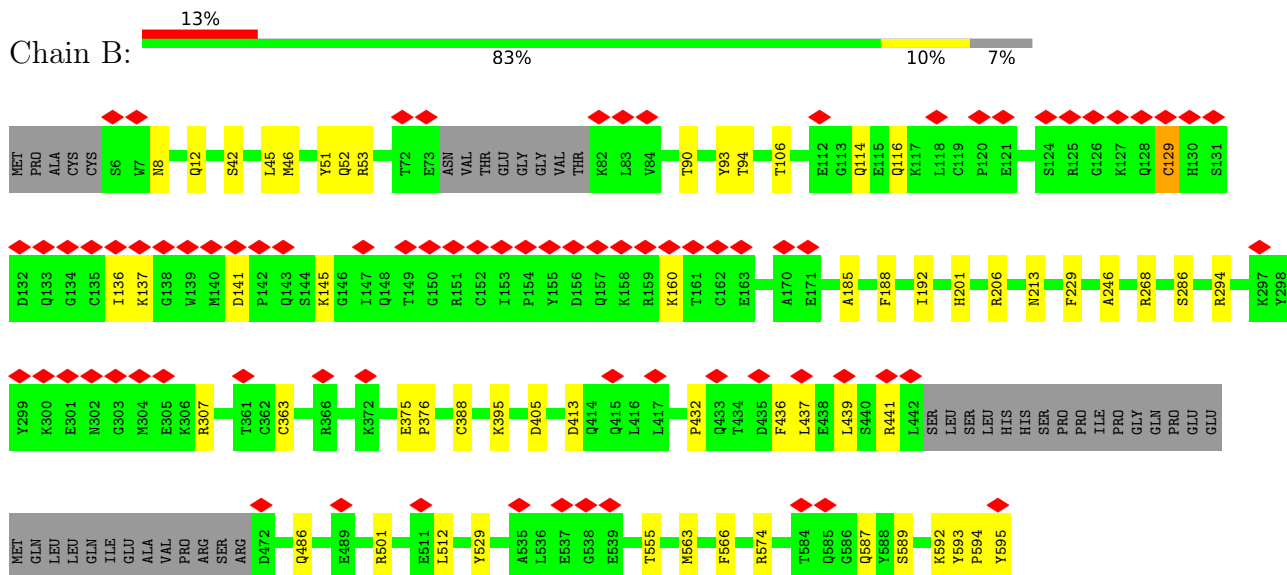 13%
Chain B:
83% 10% 7%
MET PRO ALA CYS CYS S6 W7 N8 Q12 S42 L45 M46 Y51 Q52 R53 T72 E73 ASN VAL THR GLU GLY GLY VAL THR K82 L83 V84 T90 Y93 T94 T106 E112 G113 Q114 E115 Q116 K117 L118 C119 P120 E121 S124 R125 G126 K127 Q128 C129 H130 S131
D132 Q133 G134 C135 I136 K137 G138 W139 M140 D141 P142 Q143 S144 K145 G146 I147 Q148 T149 G150 R151 C152 I153 P154 Y155 D156 Q157 K158 R159 K160 T161 C162 E163 A170 E171 A185 F188 I192 H201 R206 N213 F229 A246 R268 S286 R294 K297 Y298
Y299 K300 E301 N302 G303 M304 E305 K306 R307 T361 C362 C363 R366 K372 E375 P376 C388 K395 D405 D413 Q414 Q415 L416 L417 P432 Q433 T434 D435 F436 L437 E438 L439 S440 R441 L442 SER LEU SER LEU HIS HIS SER PRO PRO ILE PRO GLY GLN PRO GLU GLU
MET GLN LEU LEU GLN ILE GLU ALA VAL PRO ARG SER ARG D472 Q486 E489 R501 E511 L512 Y529 A535 L536 E537 G538 E539 T555 M563 F566 R574 T584 Q585 G586 Q587 Y588 S589 K592 Y593 P594 Y595